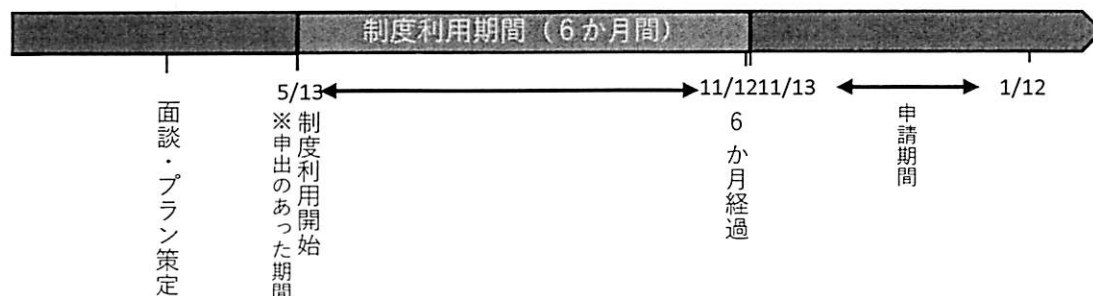 制度利用期間（６か月間）
5/13
11/12
11/13
1/12
面談・プラン策定
制度利用開始
※申出のあった期間
６か月経過
申請期間